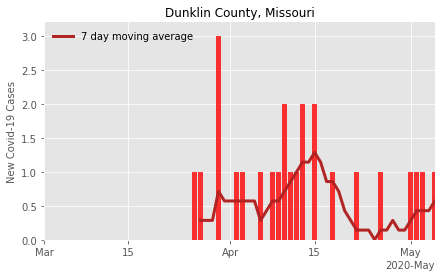 Dunklin County, Missouri
7 day moving average
New Covid-19 Cases
3.0
2.5
2.0
1.5
1.0
0.5
0.0
Mar 15 Apr 15 May
2020-May